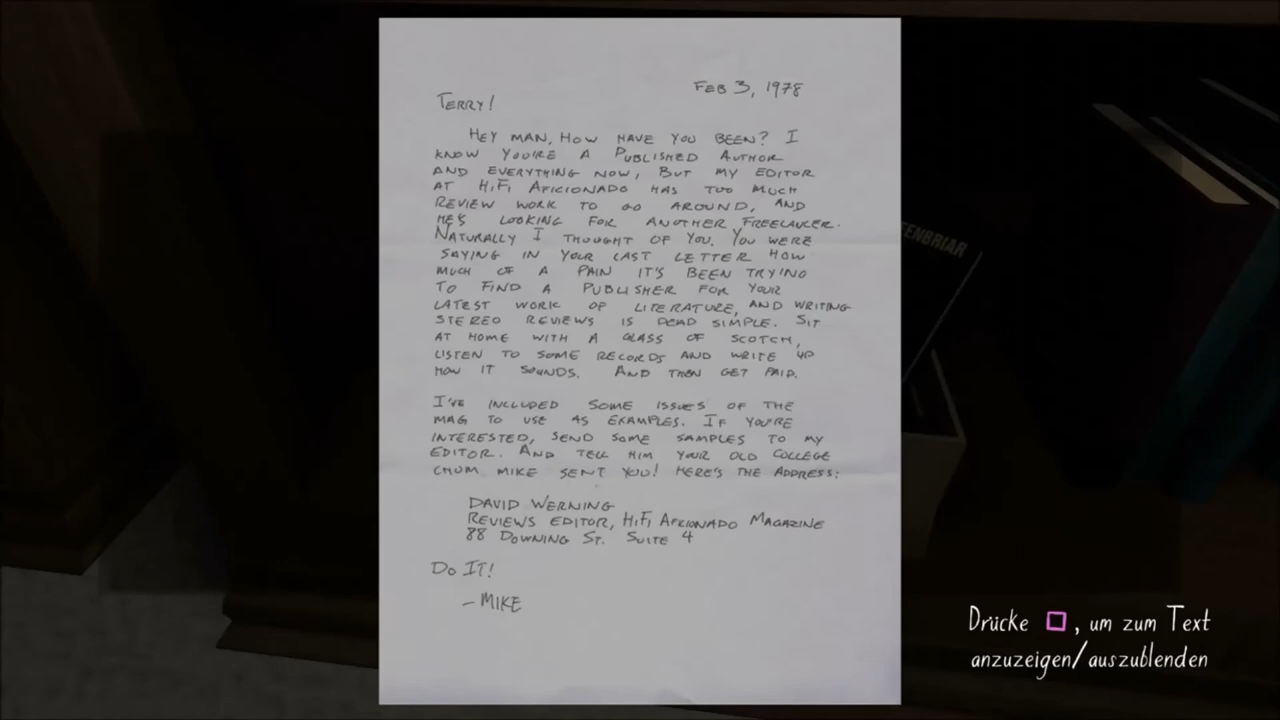 FEB 3, 1978
TERRY!
HEY MAN, HOW HAVE YOU BEEN? I
KNOW YOU'RE A PUBLISHED AUTHOR
AND EVERYTHING NOW, BUT MY EDITOR
AT HIFI AFICIONADO HAS TOO MUCH
REVIEW WORK TO GO AROUND, AND
HE'S LOOKING FOR ANOTHER FREELANCER.
NATURALLY I THOUGHT OF YOU. YOU WERE
SAYING IN YOUR LAST LETTER HOW
MUCH OF A PAIN IT'S BEEN TRYING
TO FIND A PUBLISHER FOR YOUR
LATEST WORK OF LITERATURE, AND WRITING
STEREO REVIEWS IS DEAD SIMPLE. SIT
AT HOME WITH A GLASS OF SCOTCH,
LISTEN TO SOME RECORDS AND WRITE UP
HOW IT SOUNDS. AND THEN GET PAID.
I'VE INCLUDED SOME ISSUES OF THE
MAG TO USE AS EXAMPLES. IF YOU'RE
INTERESTED, SEND SOME SAMPLES TO MY
EDITOR. AND TELL HIM YOUR OLD COLLEGE
CHUM MIKE SENT YOU! HERE'S THE ADDRESS:
DAVID WERNING
REVIEWS EDITOR, HIFI AFICIONADO MAGAZINE
88 DOWNING ST. SUITE 4
DO IT!
– MIKE
ENBRIAR
Drücke □, um zum Text
anzuzeigen/auszublenden